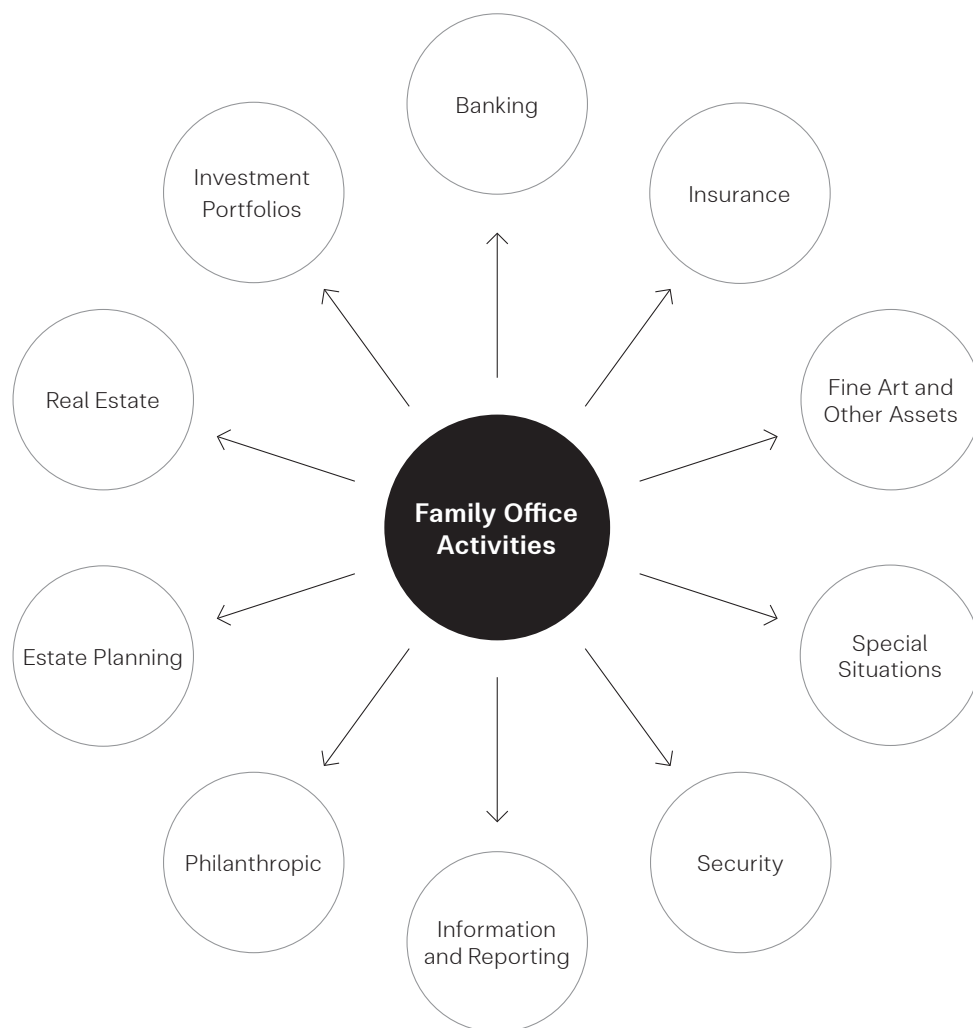 Banking
Investment
Portfolios
Insurance
Real Estate
Fine Art and
Other Assets
Family Office
Activities
Estate Planning
Special
Situations
Philanthropic
Security
Information
and Reporting